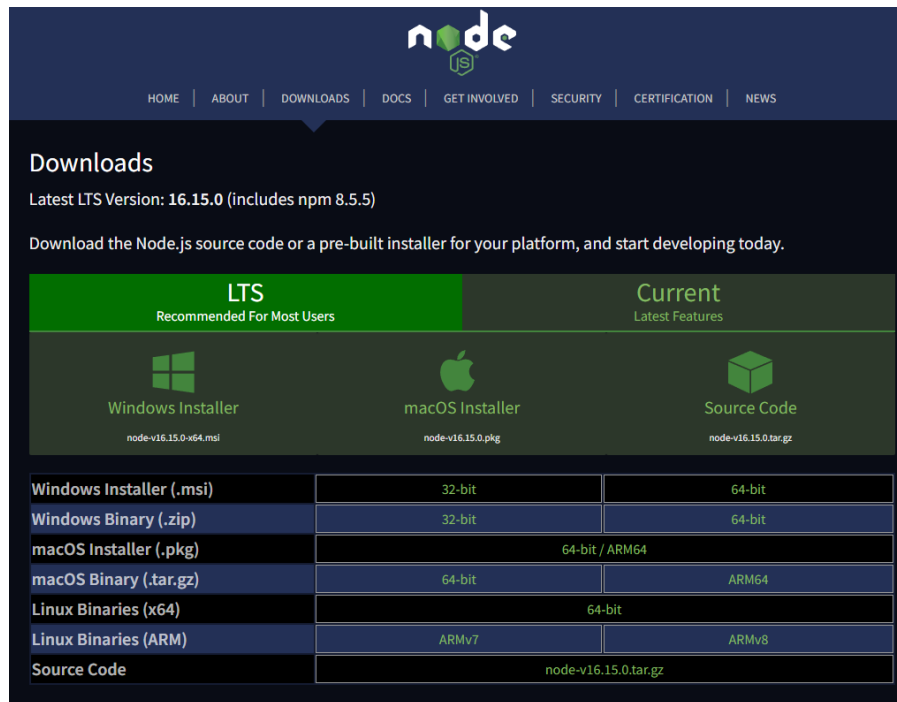 node
JS
HOME | ABOUT | DOWNLOADS | DOCS | GET INVOLVED | SECURITY | CERTIFICATION | NEWS
Downloads
Latest LTS Version: 16.15.0 (includes npm 8.5.5)
Download the Node.js source code or a pre-built installer for your platform, and start developing today.
LTS Current
Recommended For Most Users Latest Features
Windows Installer macOS Installer Source Code
node-v16.15.0-x64.msi node-v16.15.0.pkg node-v16.15.0.tar.gz
Windows Installer (.msi) 32-bit 64-bit
Windows Binary (.zip) 32-bit 64-bit
macOS Installer (.pkg) 64-bit / ARM64
macOS Binary (.tar.gz) 64-bit ARM64
Linux Binaries (x64) 64-bit
Linux Binaries (ARM) ARMv7 ARMv8
Source Code node-v16.15.0.tar.gz